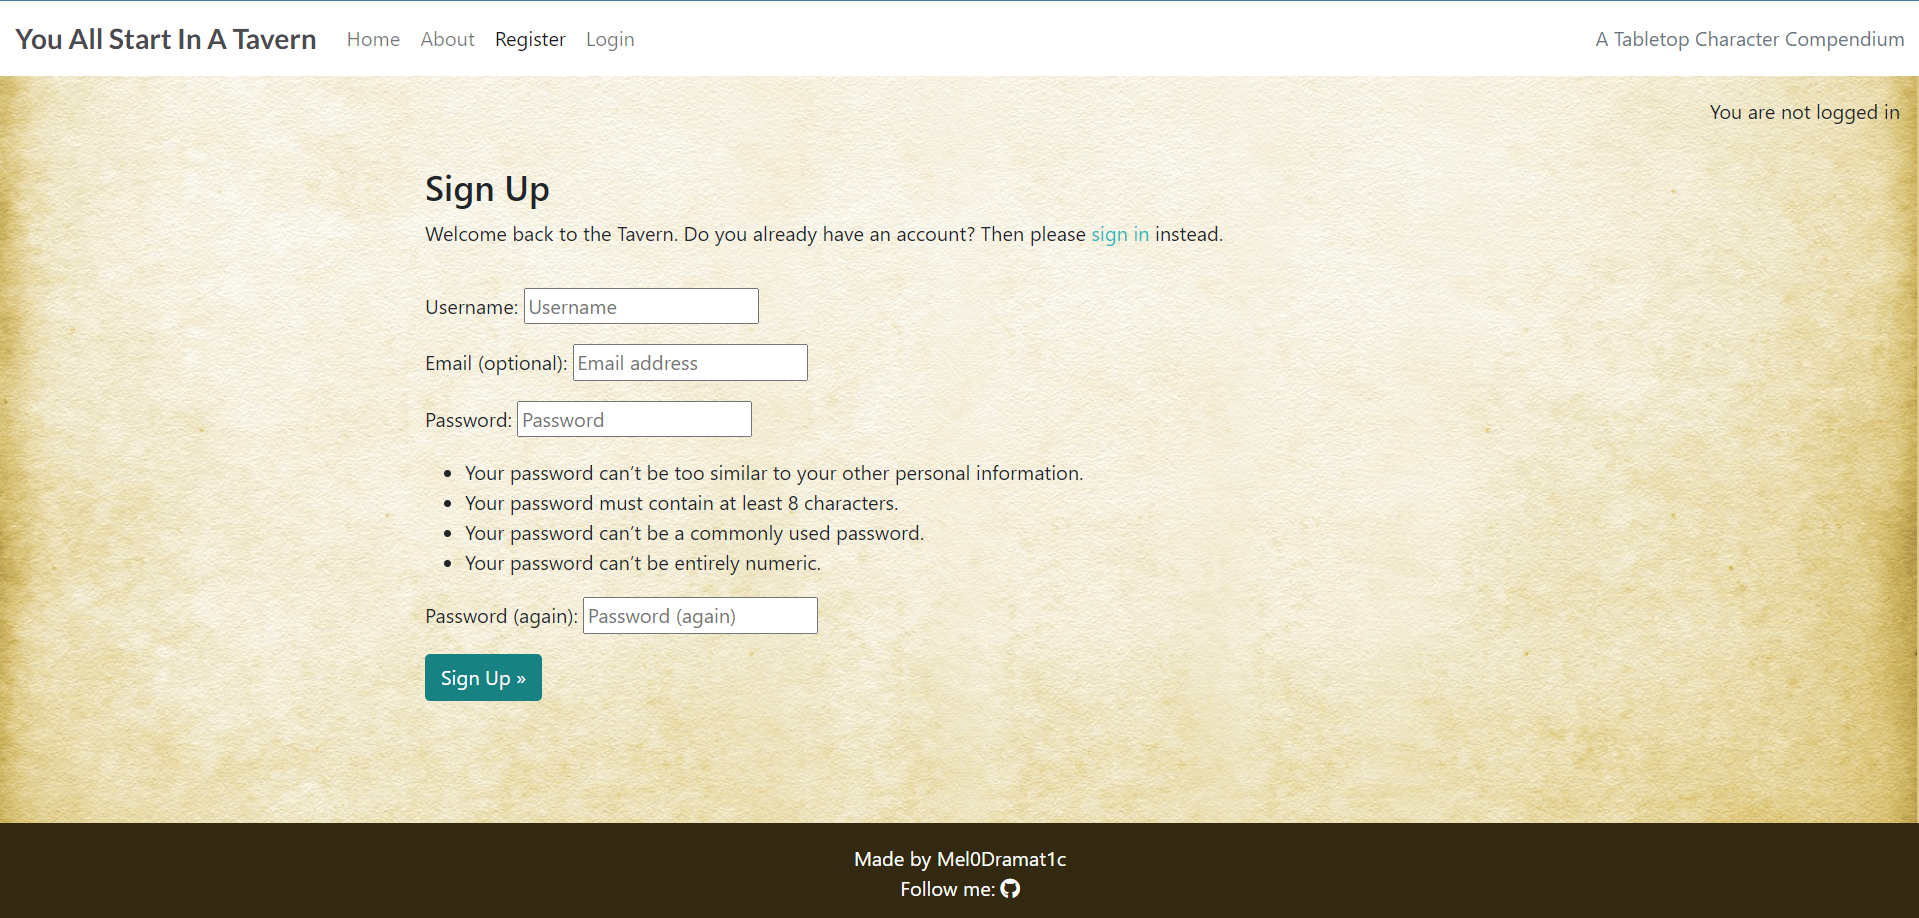 You All Start In A Tavern Home About Register Login A Tabletop Character Compendium
You are not logged in
Sign Up
Welcome back to the Tavern. Do you already have an account? Then please sign in instead.
Username: Username
Email (optional): Email address
Password: Password
• Your password can’t be too similar to your other personal information.
• Your password must contain at least 8 characters.
• Your password can’t be a commonly used password.
• Your password can’t be entirely numeric.
Password (again): Password (again)
Sign Up »
Made by Mel0Dramat1c
Follow me: